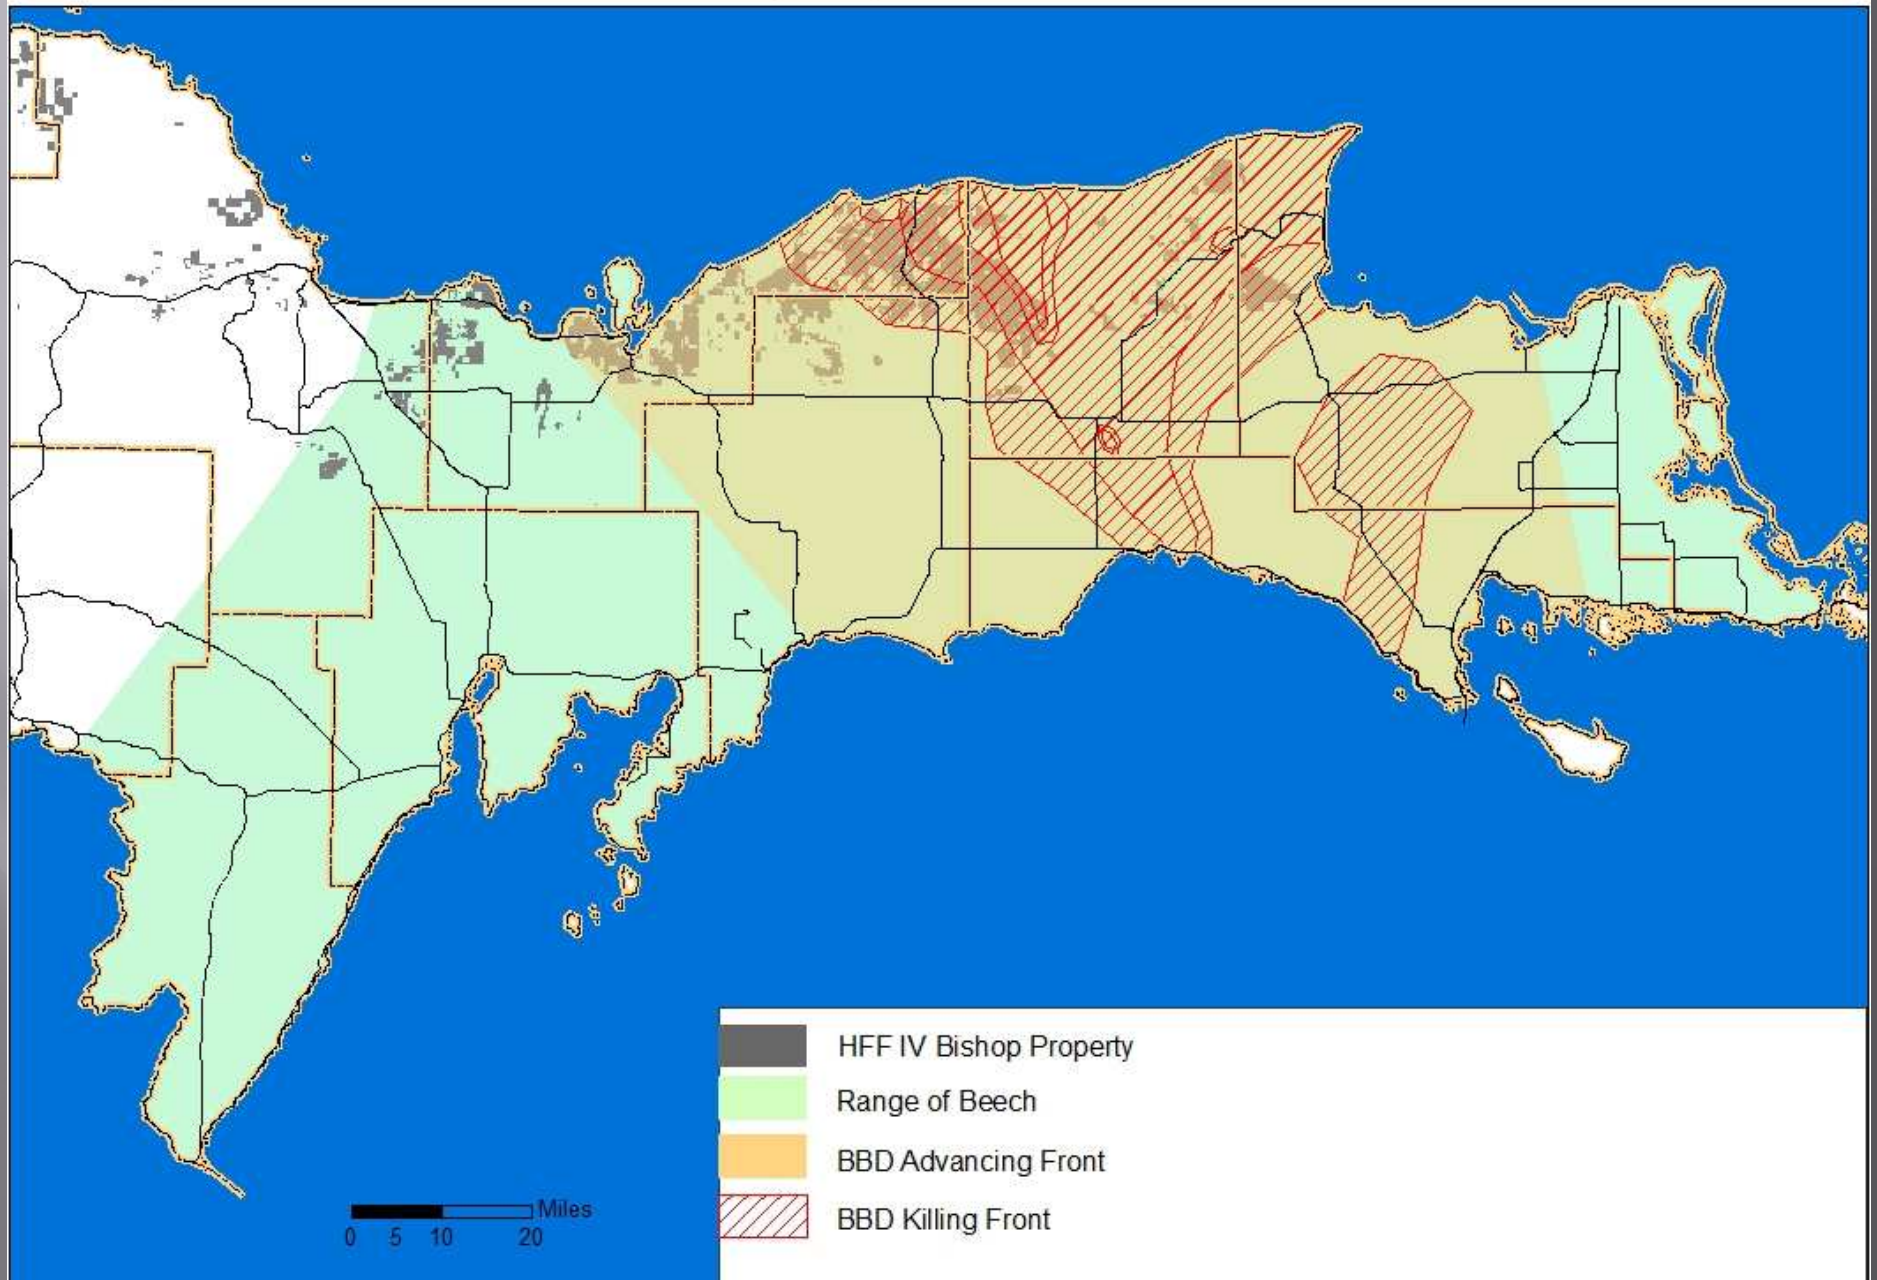 HFF IV Bishop Property
Range of Beech
BBD Advancing Front
BBD Killing Front
Miles
0 5 10 20